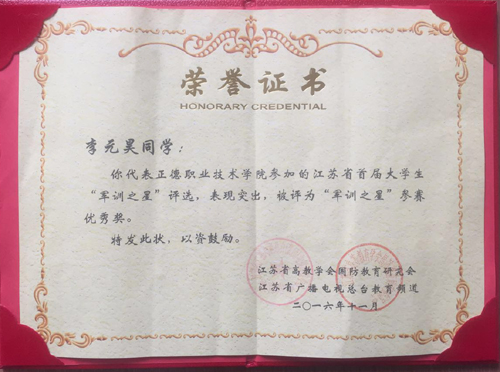 荣誉证书
HONORARY CREDENTIAL
李元昊同学：
你代表正德职业技术学院参加的江苏省首届大学生
“军训之星”评选，表现突出，被评为“军训之星”参赛
优秀奖。
特发此状，以资鼓励。
江苏省高教学会国防教育研究会
江苏省广播电视总台教育频道
二〇一六年十一月